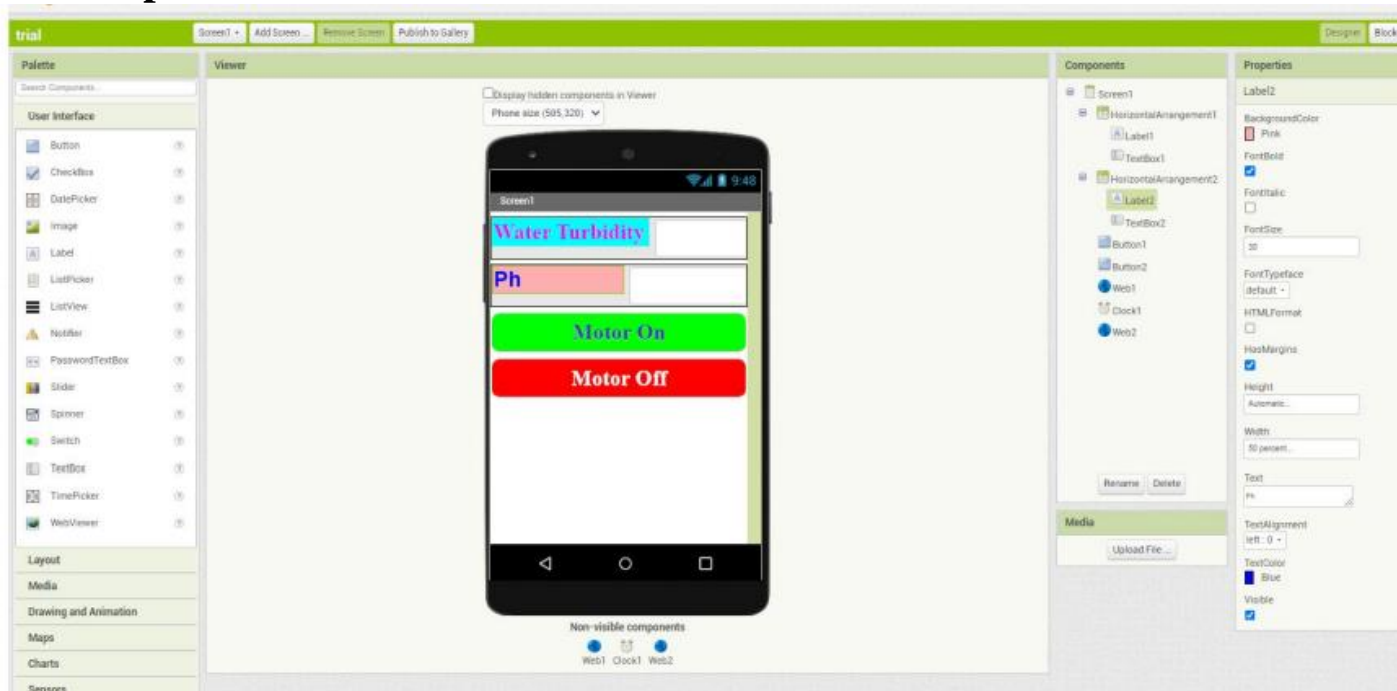 trial
Screen1
Add Screen ...
Remove Screen
Publish to Gallery
Designer
Block
Palette
Search Components...
User Interface
Button
CheckBox
DatePicker
Image
Label
ListPicker
ListView
Notifier
PasswordTextBox
Slider
Spinner
Switch
TextBox
TimePicker
WebViewer
Layout
Media
Drawing and Animation
Maps
Charts
Sensors
Viewer
Display hidden components in Viewer
Phone size (505,320)
9:48
Screen1
Water Turbidity
Ph
Motor On
Motor Off
Non-visible components
Web1 Clock1 Web2
Components
Screen1
HorizontalArrangement1
Label1
TextBox1
HorizontalArrangement2
Label2
TextBox2
Button1
Button2
Web1
Clock1
Web2
Rename Delete
Media
Upload File ...
Properties
Label2
BackgroundColor
Pink
FontBold
FontItalic
FontSize
FontTypeface
default
HTMLFormat
HasMargins
Height
Automatic...
Width
50 percent...
Text
Ph
TextAlignment
left : 0
TextColor
Blue
Visible